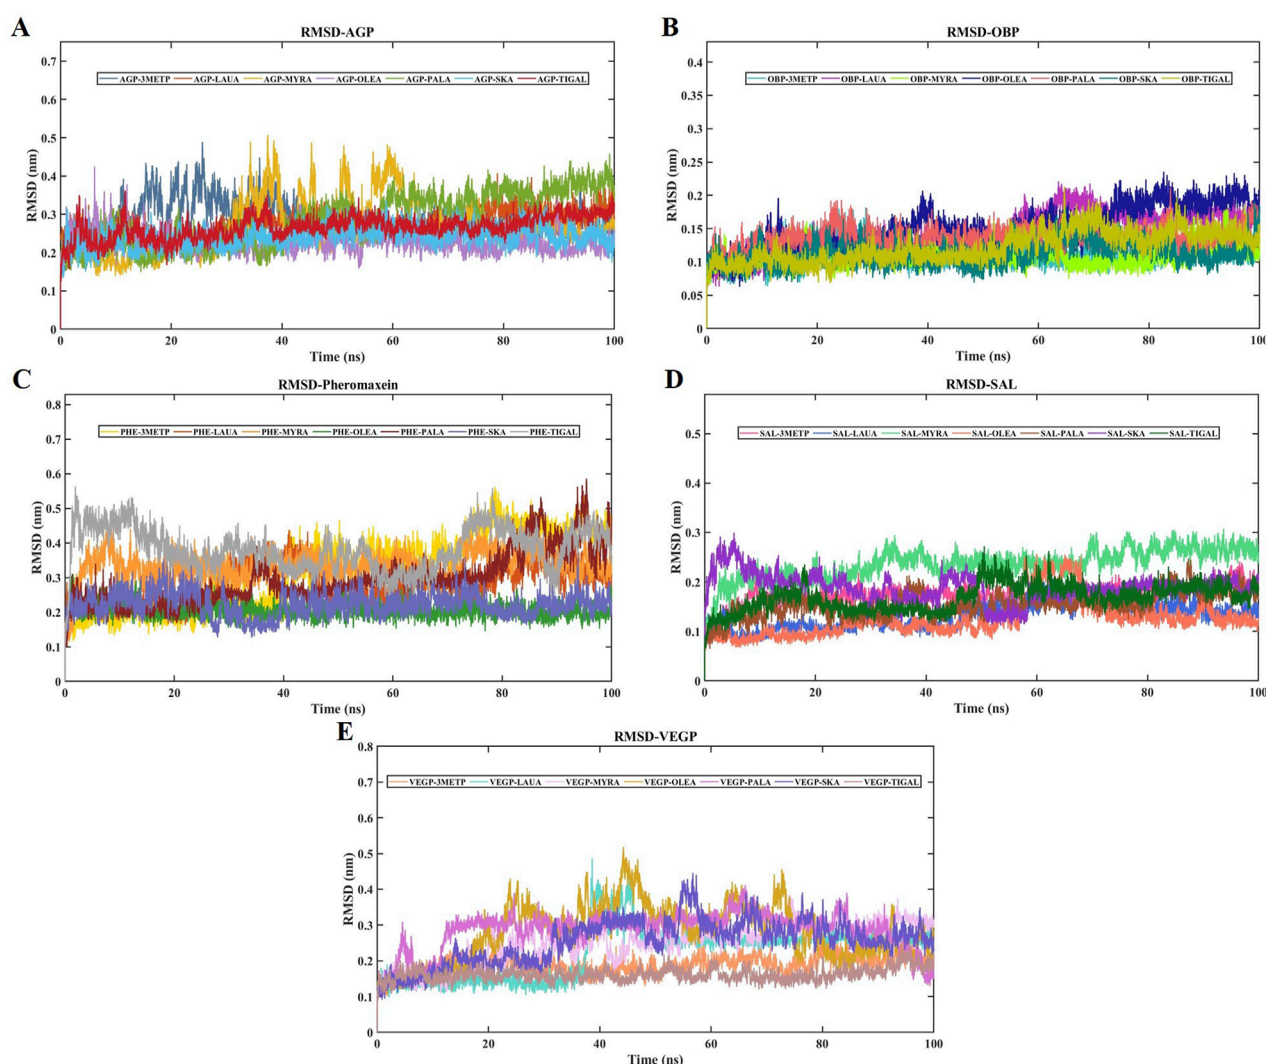 A
RMSD-AGP
0.7
0.6
0.5
0.4
0.3
0.2
0.1
0
RMSD (nm)
AGP-3METP AGP-LAUA AGP-MYRA AGP-OLEA AGP-PALA AGP-SKA AGP-TIGAL
0 20 40 60 80 100
Time (ns)
B
RMSD-OBP
0.4
0.35
0.3
0.25
0.2
0.15
0.1
0.05
0
RMSD (nm)
OBP-3METP OBP-LAUA OBP-MYRA OBP-OLEA OBP-PALA OBP-SKA OBP-TIGAL
0 20 40 60 80 100
Time (ns)
C
RMSD-Pheromaxein
0.8
0.7
0.6
0.5
0.4
0.3
0.2
0.1
0
RMSD (nm)
PHE-3METP PHE-LAUA PHE-MYRA PHE-OLEA PHE-PALA PHE-SKA PHE-TIGAL
0 20 40 60 80 100
Time (ns)
D
RMSD-SAL
0.5
0.4
0.3
0.2
0.1
0
RMSD (nm)
SAL-3METP SAL-LAUA SAL-MYRA SAL-OLEA SAL-PALA SAL-SKA SAL-TIGAL
0 20 40 60 80 100
Time (ns)
E
RMSD-VEGP
0.8
0.7
0.6
0.5
0.4
0.3
0.2
0.1
0
RMSD (nm)
VEGP-3METP VEGP-LAUA VEGP-MYRA VEGP-OLEA VEGP-PALA VEGP-SKA VEGP-TIGAL
0 20 40 60 80 100
Time (ns)